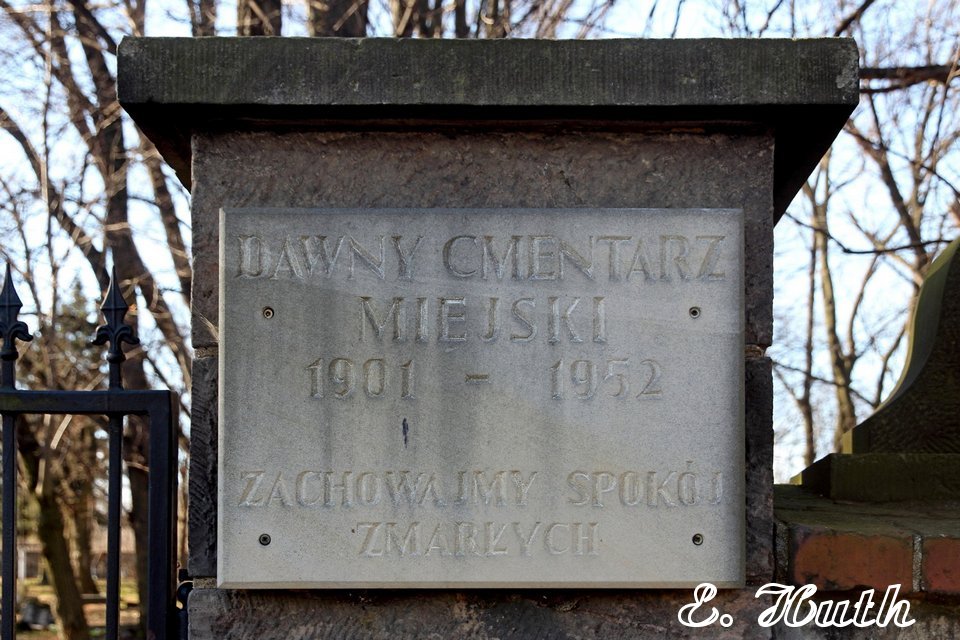 DAWNY CMENTARZ
MIEJSKI
1901 - 1952
ZACHOWAJMY SPOKÓJ
ZMARŁYCH
E. Huth